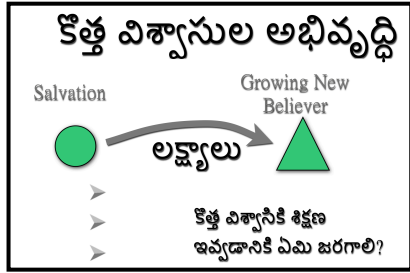 కొత్త విశ్వాసుల అభివృద్ధి
Salvation
Growing New
Believer
లక్ష్యాలు
కొత్త విశ్వాసికి శిక్షణ
ఇవ్వడానికి ఏమి జరగాలి?